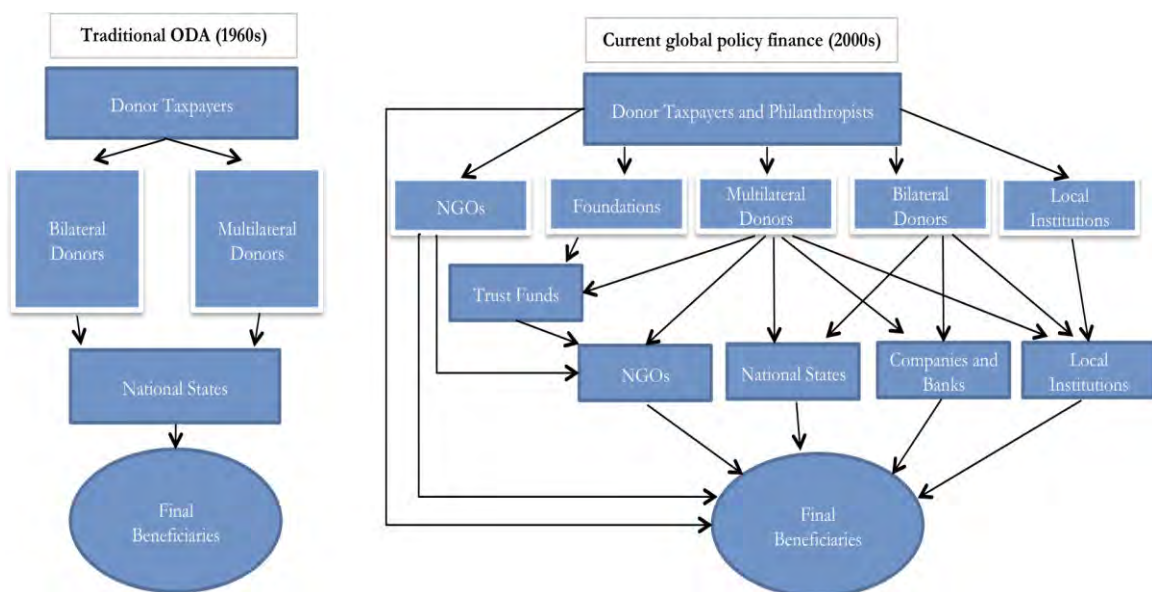 Traditional ODA (1960s)
Donor Taxpayers
Bilateral
Donors
Multilateral
Donors
National States
Final
Beneficiaries
Current global policy finance (2000s)
Donor Taxpayers and Philanthropists
NGOs
Foundations
Multilateral
Donors
Bilateral
Donors
Local
Institutions
Trust Funds
NGOs
National States
Companies and
Banks
Local
Institutions
Final
Beneficiaries